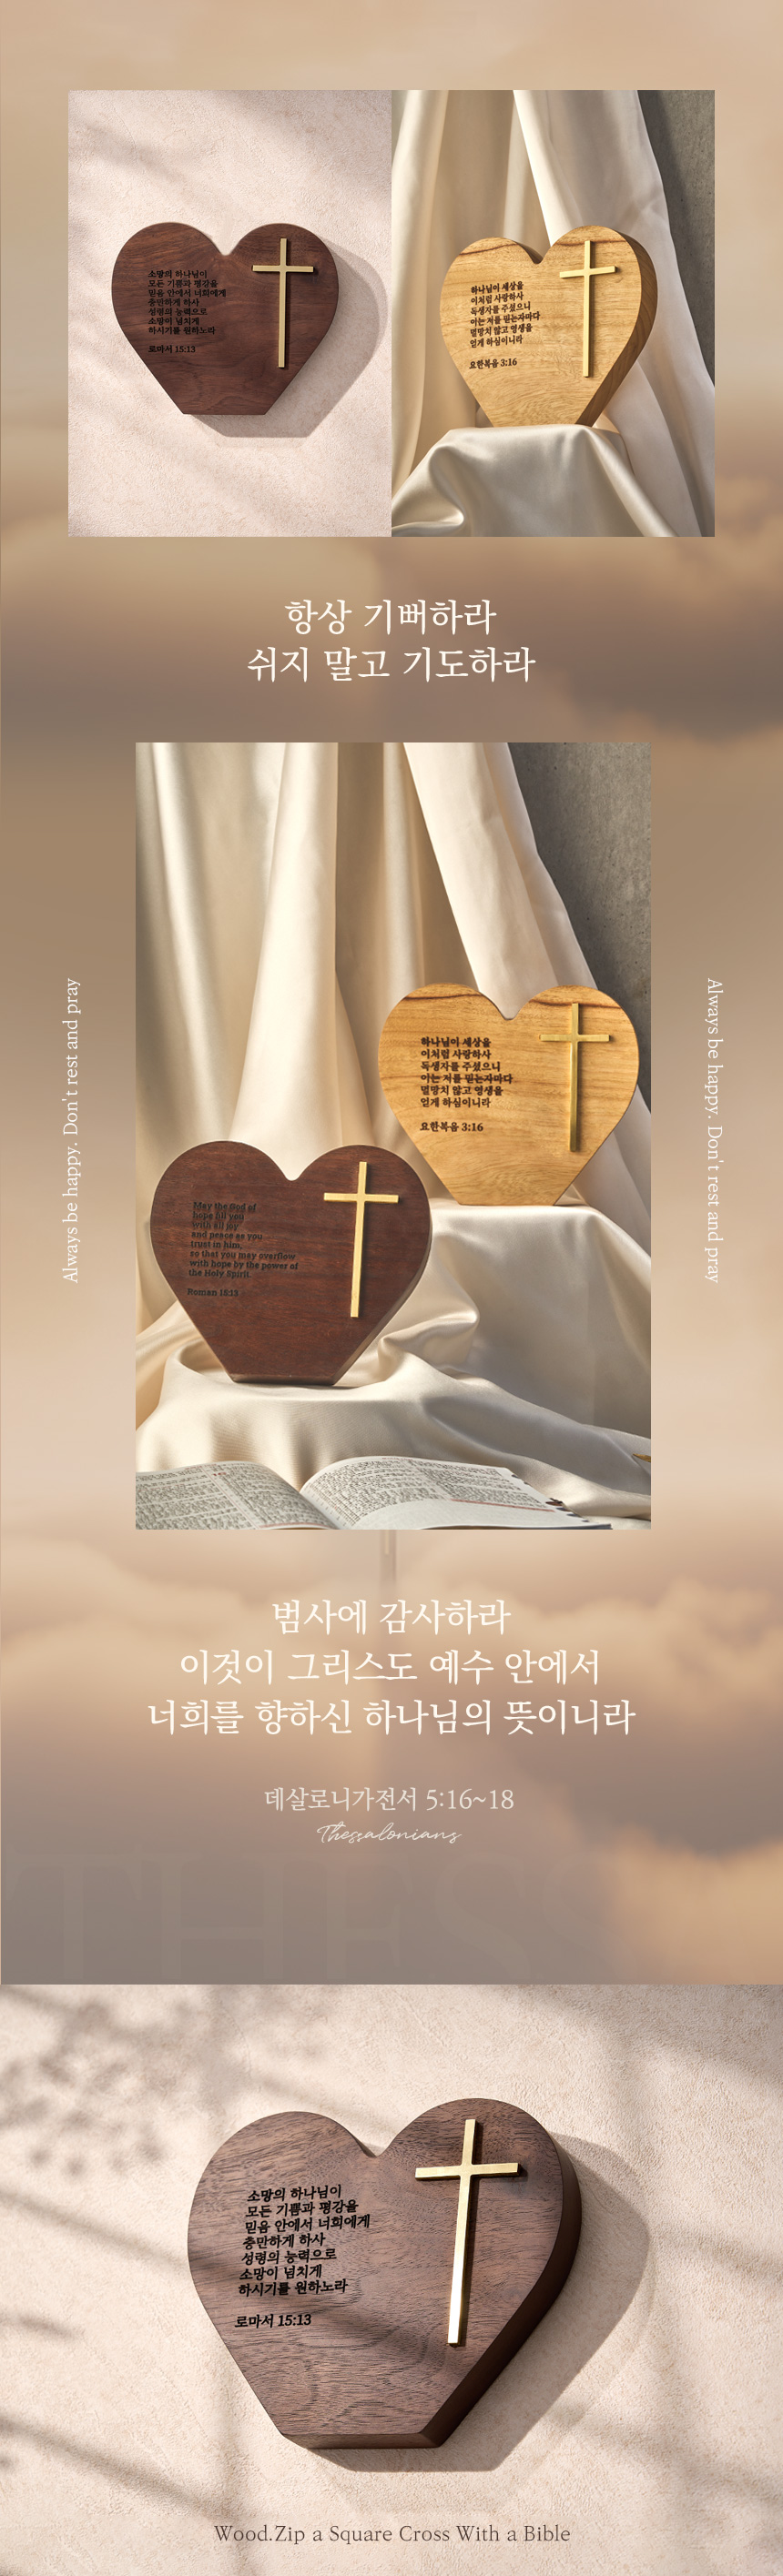 소망의 하나님이
모든 기쁨과 평강을
믿음 안에서 너희에게
충만하게 하사
성령의 능력으로
소망이 넘치게
하시기를 원하노라
로마서 15:13
하나님이 세상을
이처럼 사랑하사
독생자를 주셨으니
이는 저를 믿는자마다
멸망치 않고 영생을
얻게 하심이니라
요한복음 3:16
항상 기뻐하라
쉬지 말고 기도하라
Always be happy. Don't rest and pray
하나님이 세상을
이처럼 사랑하사
독생자를 주셨으니
이는 저를 믿는자마다
멸망치 않고 영생을
얻게 하심이니라
요한복음 3:16
May the God of
hope fill you
with all joy
and peace as you
trust in him,
so that you may overflow
with hope by the power of
the Holy Spirit.
Roman 15:13
Always be happy. Don't rest and pray
범사에 감사하라
이것이 그리스도 예수 안에서
너희를 향하신 하나님의 뜻이니라
데살로니가전서 5:16~18
Thessalonians
THESS
소망의 하나님이
모든 기쁨과 평강을
믿음 안에서 너희에게
충만하게 하사
성령의 능력으로
소망이 넘치게
하시기를 원하노라
로마서 15:13
Wood.Zip a Square Cross With a Bible